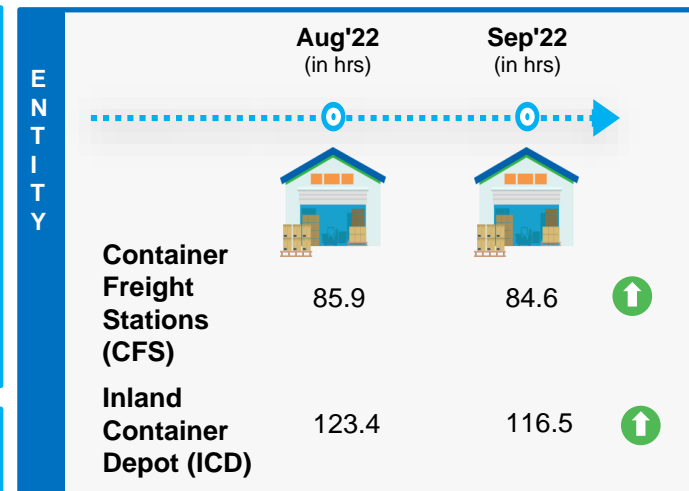 ENTITY
Aug'22 Sep'22
(in hrs) (in hrs)
Container
Freight
Stations
(CFS)
85.9 84.6
Inland
Container
Depot (ICD)
123.4 116.5